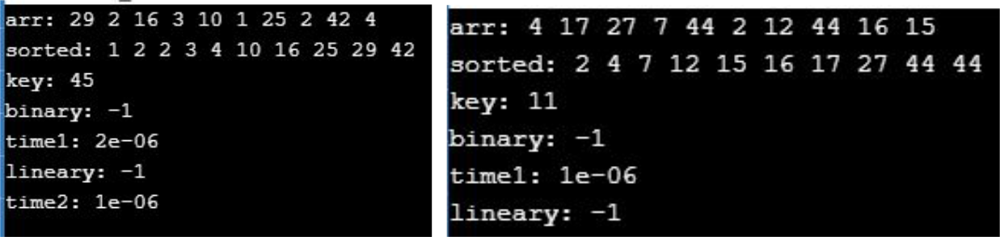 arr: 29 2 16 3 10 1 25 2 42 4
sorted: 1 2 2 3 4 10 16 25 29 42
key: 45
binary: -1
time1: 2e-06
lineary: -1
time2: 1e-06
arr: 4 17 27 7 44 2 12 44 16 15
sorted: 2 4 7 12 15 16 17 27 44 44
key: 11
binary: -1
time1: 1e-06
lineary: -1